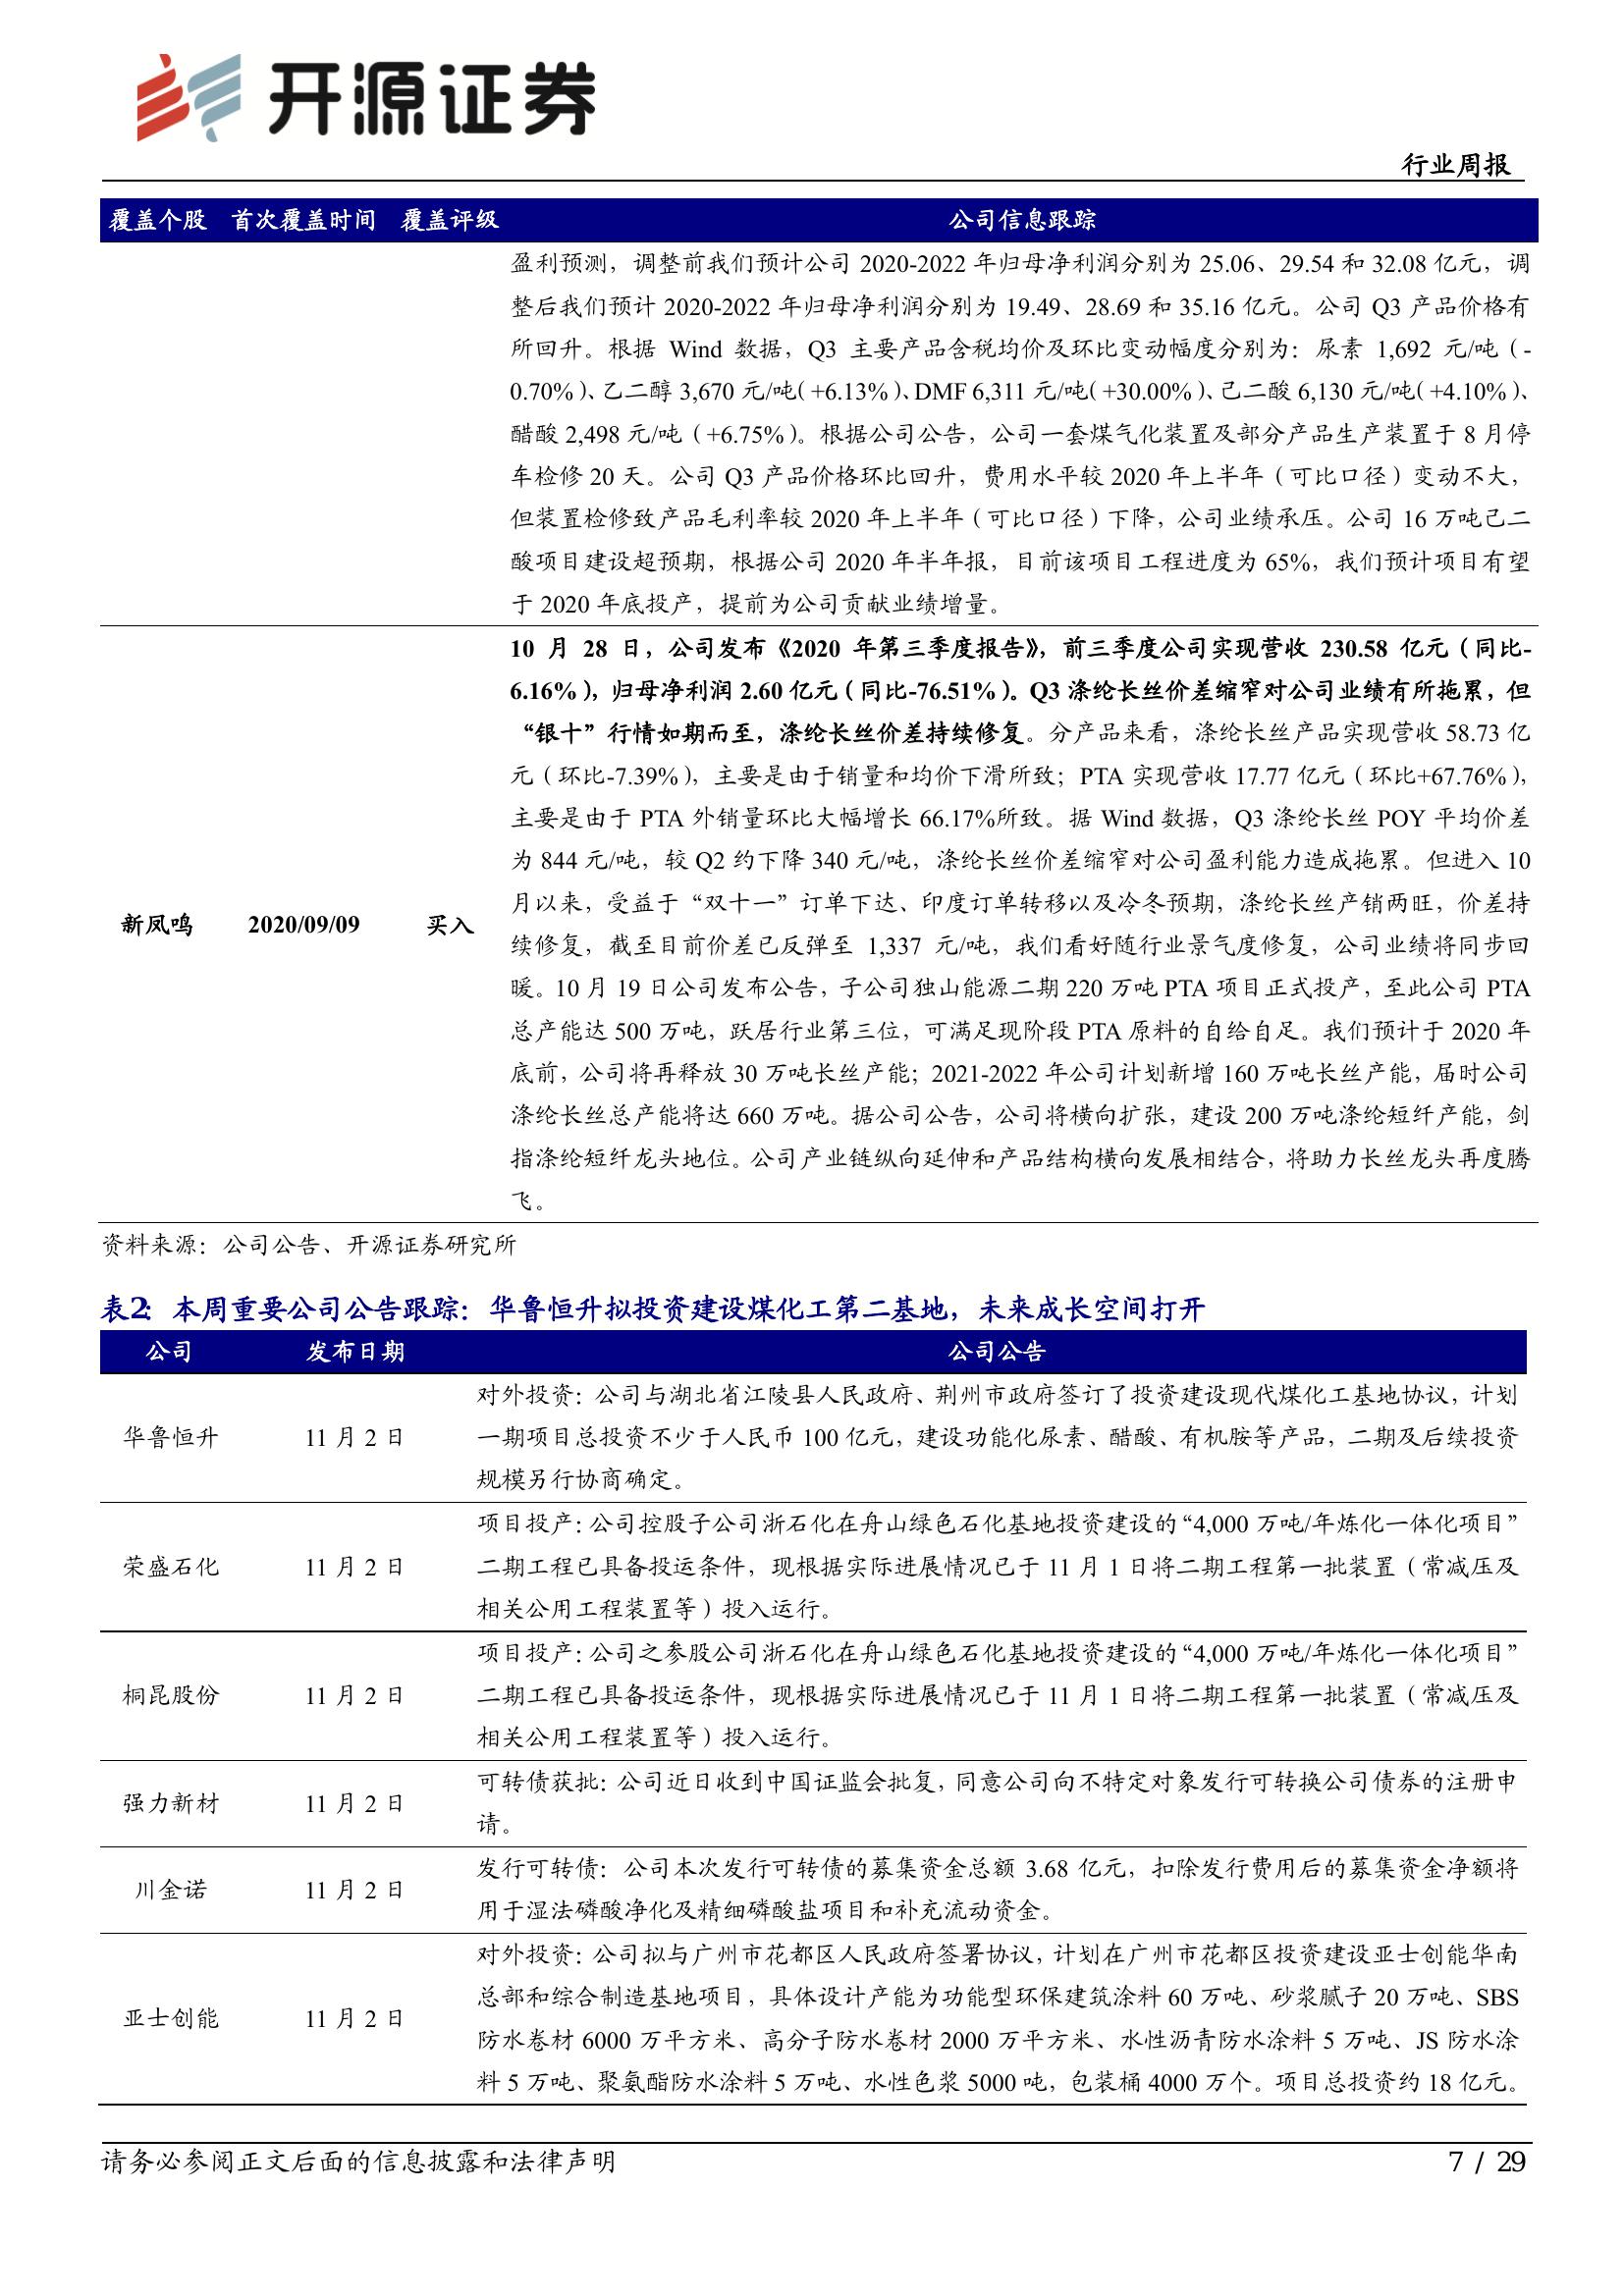 开源证券
行业周报
覆盖个股 首次覆盖时间 覆盖评级 公司信息跟踪
盈利预测，调整前我们预计公司 2020-2022 年归母净利润分别为 25.06、29.54 和 32.08 亿元，调
整后我们预计 2020-2022 年归母净利润分别为 19.49、28.69 和 35.16 亿元。公司 Q3 产品价格有
所回升。根据 Wind 数据，Q3 主要产品含税均价及环比变动幅度分别为：尿素 1,692 元/吨（-
0.70%）、乙二醇 3,670 元/吨（+6.13%）、DMF 6,311 元/吨（+30.00%）、己二酸 6,130 元/吨（+4.10%）、
醋酸 2,498 元/吨（+6.75%）。根据公司公告，公司一套煤气化装置及部分产品生产装置于 8 月停
车检修 20 天。公司 Q3 产品价格环比回升，费用水平较 2020 年上半年（可比口径）变动不大，
但装置检修致产品毛利率较 2020 年上半年（可比口径）下降，公司业绩承压。公司 16 万吨己二
酸项目建设超预期，根据公司 2020 年半年报，目前该项目工程进度为 65%，我们预计项目有望
于 2020 年底投产，提前为公司贡献业绩增量。
10 月 28 日，公司发布《2020 年第三季度报告》，前三季度公司实现营收 230.58 亿元（同比-
6.16%），归母净利润 2.60 亿元（同比-76.51%）。Q3 涤纶长丝价差缩窄对公司业绩有所拖累，但
“银十”行情如期而至，涤纶长丝价差持续修复。分产品来看，涤纶长丝产品实现营收 58.73 亿
元（环比-7.39%），主要是由于销量和均价下滑所致；PTA 实现营收 17.77 亿元（环比+67.76%），
主要是由于 PTA 外销量环比大幅增长 66.17%所致。据 Wind 数据，Q3 涤纶长丝 POY 平均价差
为 844 元/吨，较 Q2 约下降 340 元/吨，涤纶长丝价差缩窄对公司盈利能力造成拖累。但进入 10
月以来，受益于“双十一”订单下达、印度订单转移以及冷冬预期，涤纶长丝产销两旺，价差持
新凤鸣 2020/09/09 买入
续修复，截至目前价差已反弹至 1,337 元/吨，我们看好随行业景气度修复，公司业绩将同步回
暖。10 月 19 日公司发布公告，子公司独山能源二期 220 万吨 PTA 项目正式投产，至此公司 PTA
总产能达 500 万吨，跃居行业第三位，可满足现阶段 PTA 原料的自给自足。我们预计于 2020 年
底前，公司将再释放 30 万吨长丝产能；2021-2022 年公司计划新增 160 万吨长丝产能，届时公司
涤纶长丝总产能将达 660 万吨。据公司公告，公司将横向扩张，建设 200 万吨涤纶短纤产能，剑
指涤纶短纤龙头地位。公司产业链纵向延伸和产品结构横向发展相结合，将助力长丝龙头再度腾
飞。
资料来源：公司公告、开源证券研究所
表2：本周重要公司公告跟踪：华鲁恒升拟投资建设煤化工第二基地，未来成长空间打开
公司 发布日期 公司公告
对外投资：公司与湖北省江陵县人民政府、荆州市政府签订了投资建设现代煤化工基地协议，计划
华鲁恒升 11 月 2 日 一期项目总投资不少于人民币 100 亿元，建设功能化尿素、醋酸、有机胺等产品，二期及后续投资
规模另行协商确定。
项目投产：公司控股子公司浙石化在舟山绿色石化基地投资建设的“4,000 万吨/年炼化一体化项目”
荣盛石化 11 月 2 日 二期工程已具备投运条件，现根据实际进展情况已于 11 月 1 日将二期工程第一批装置（常减压及
相关公用工程装置等）投入运行。
项目投产：公司之参股公司浙石化在舟山绿色石化基地投资建设的“4,000 万吨/年炼化一体化项目”
桐昆股份 11 月 2 日 二期工程已具备投运条件，现根据实际进展情况已于 11 月 1 日将二期工程第一批装置（常减压及
相关公用工程装置等）投入运行。
强力新材 11 月 2 日 可转债获批：公司近日收到中国证监会批复，同意公司向不特定对象发行可转换公司债券的注册申
请。
川金诺 11 月 2 日 发行可转债：公司本次发行可转债的募集资金总额 3.68 亿元，扣除发行费用后的募集资金净额将
用于湿法磷酸净化及精细磷酸盐项目和补充流动资金。
对外投资：公司拟与广州市花都区人民政府签署协议，计划在广州市花都区投资建设亚士创能华南
总部和综合制造基地项目，具体设计产能为功能型环保建筑涂料 60 万吨、砂浆腻子 20 万吨、SBS
亚士创能 11 月 2 日 防水卷材 6000 万平方米、高分子防水卷材 2000 万平方米、水性沥青防水涂料 5 万吨、JS 防水涂
料 5 万吨、聚氨酯防水涂料 5 万吨、水性色浆 5000 吨，包装桶 4000 万个。项目总投资约 18 亿元。
请务必参阅正文后面的信息披露和法律声明
7 / 29